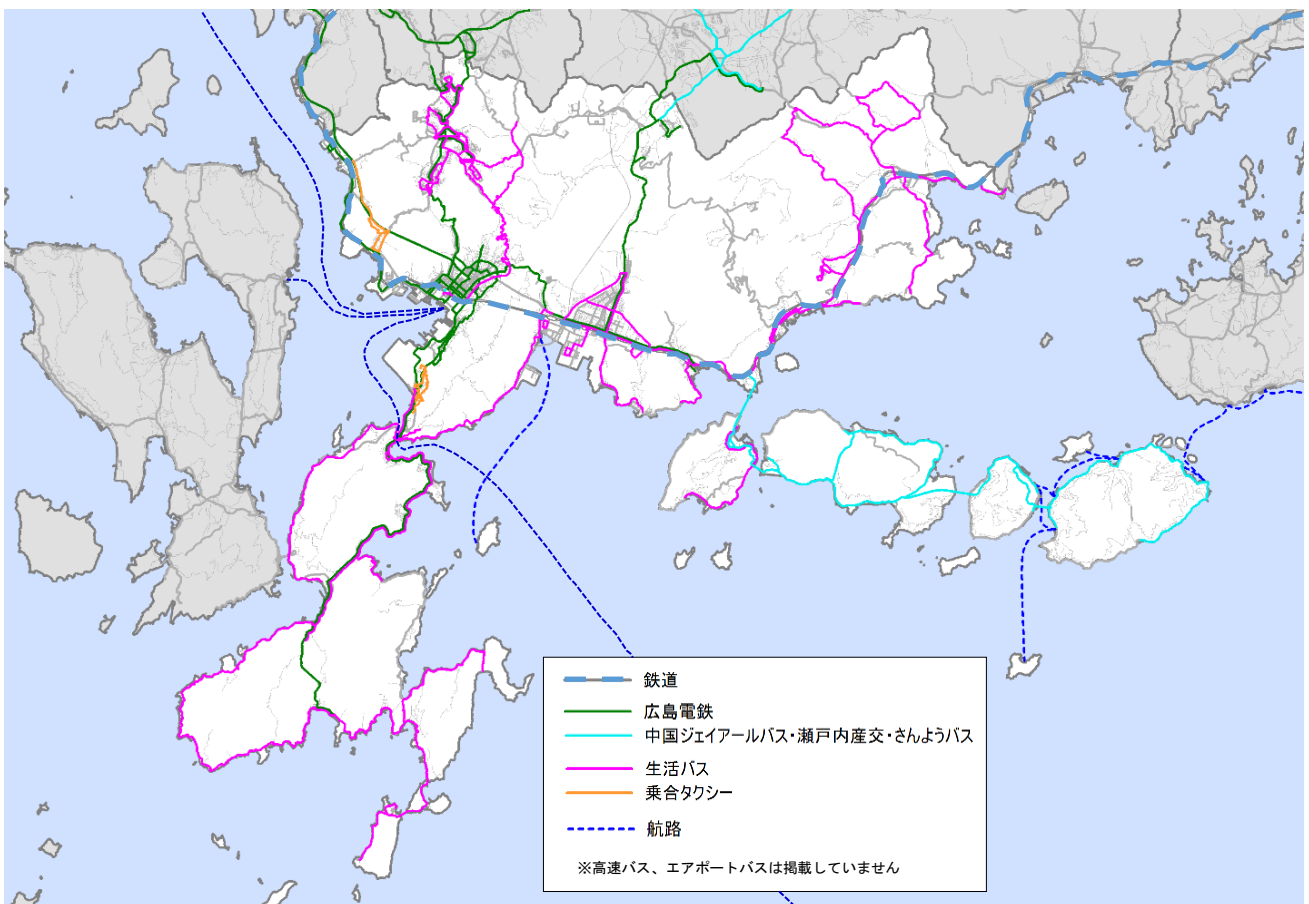 鉄道
広島電鉄
中国ジェイアールバス・瀬戸内産交・さんようバス
生活バス
乗合タクシー
航路
※高速バス、エアポートバスは掲載していません